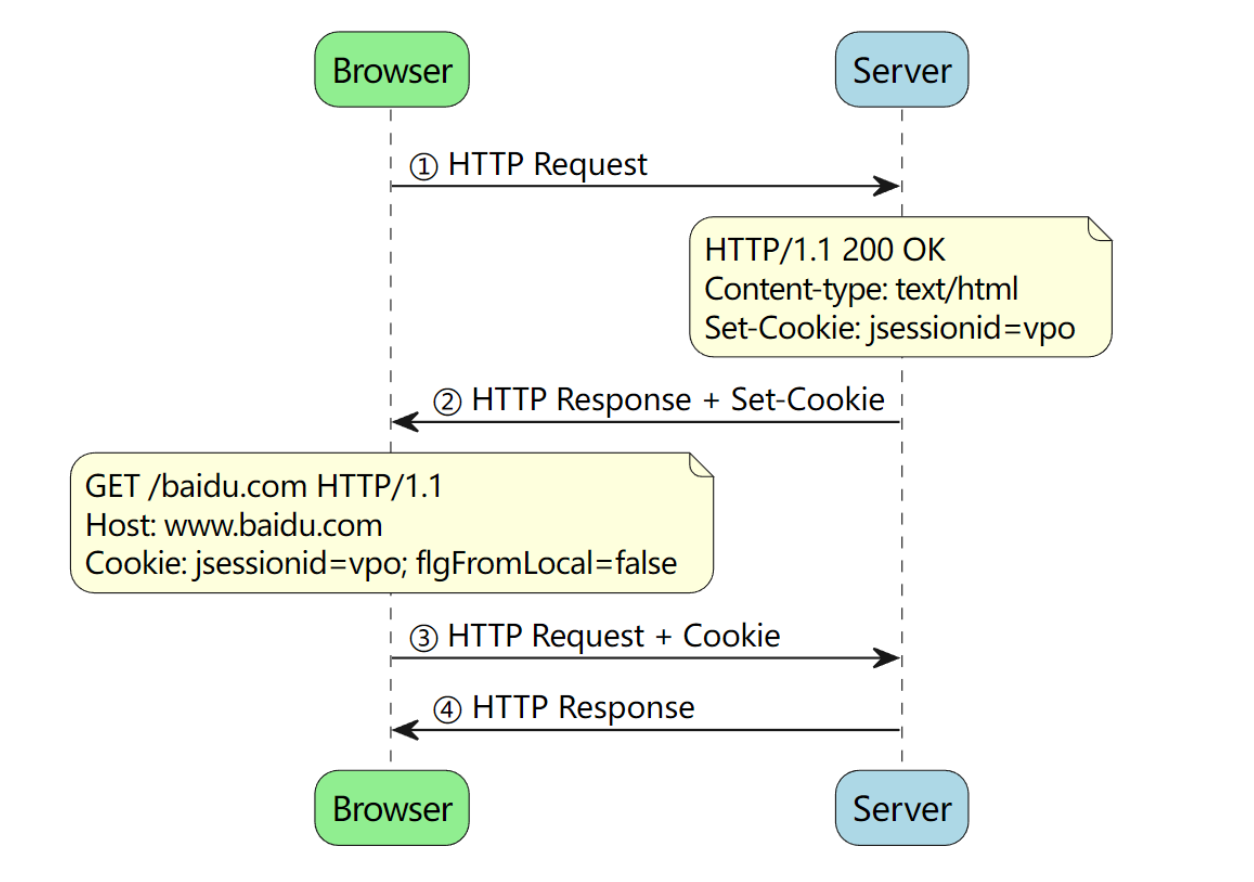 Browser
Server
① HTTP Request
HTTP/1.1 200 OK
Content-type: text/html
Set-Cookie: jsessionid=vpo
② HTTP Response + Set-Cookie
GET /baidu.com HTTP/1.1
Host: www.baidu.com
Cookie: jsessionid=vpo; flgFromLocal=false
③ HTTP Request + Cookie
④ HTTP Response
Browser
Server